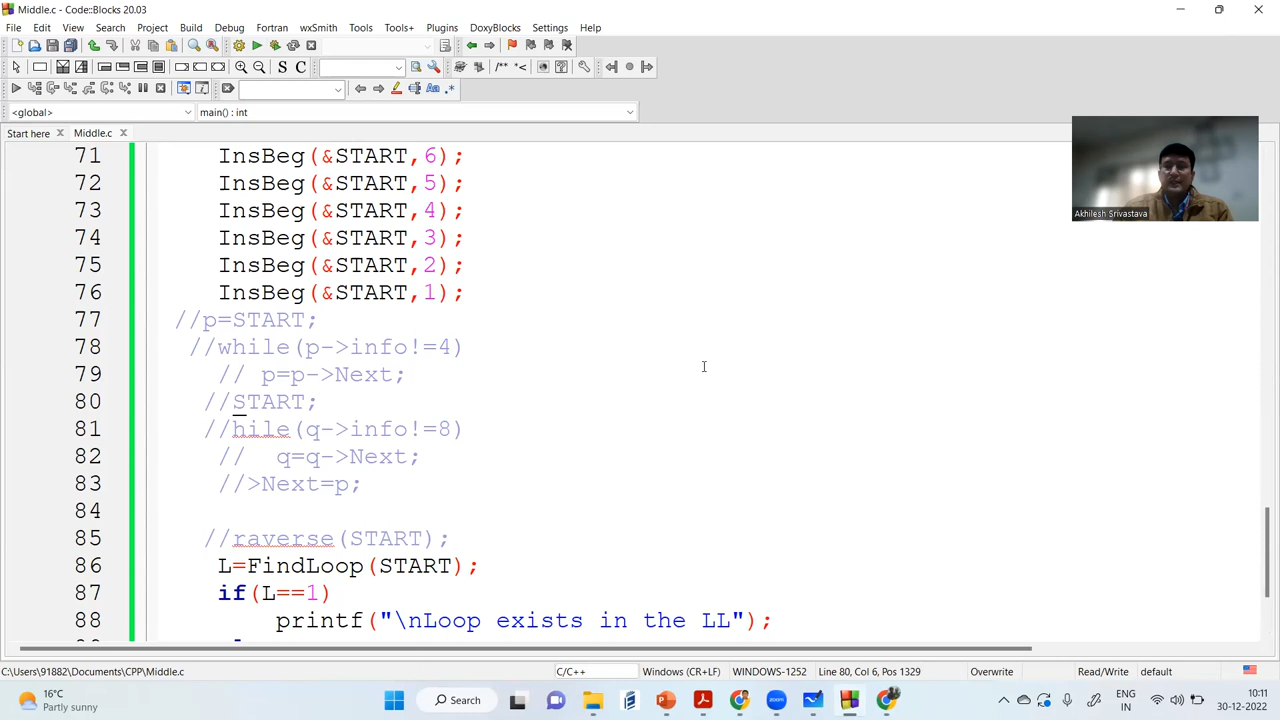 Middle.c - Code::Blocks 20.03
File Edit View Search Project Build Debug Fortran wxSmith Tools Tools+ Plugins DoxyBlocks Settings Help
S C
/** *<
Aa .*
<global> main() : int
Start here Middle.c
71 InsBeg(&START,6);
72 InsBeg(&START,5);
73 InsBeg(&START,4);
74 InsBeg(&START,3);
75 InsBeg(&START,2);
76 InsBeg(&START,1);
77 //p=START;
78 //while(p->info!=4)
79 // p=p->Next;
80 //START;
81 //hile(q->info!=8)
82 // q=q->Next;
83 //>Next=p;
84
85 //raverse(START);
86 L=FindLoop(START);
87 if(L==1)
88 printf("\nLoop exists in the LL");
Akhilesh Srivastava
C:\Users\91882\Documents\CPP\Middle.c C/C++ Windows (CR+LF) WINDOWS-1252 Line 80, Col 6, Pos 1329 Overwrite Read/Write default
16°C
Partly sunny
Search
zoom
ENG
IN
10:11
30-12-2022